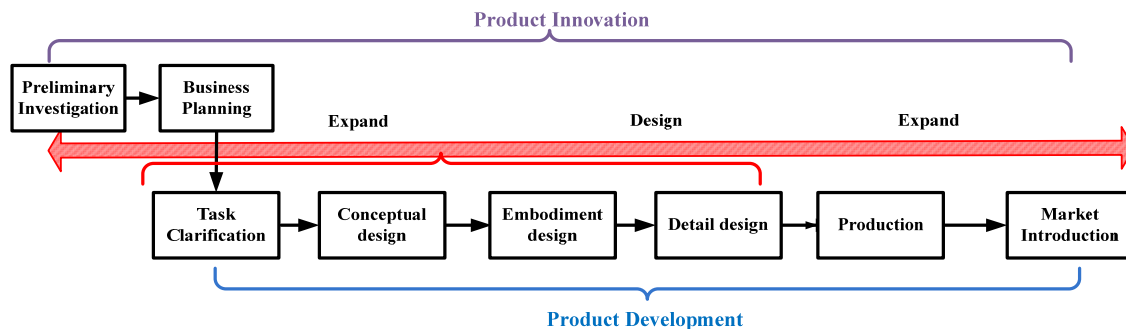 Product Innovation
Preliminary
Investigation
Business
Planning
Expand
Design
Expand
Task
Clarification
Conceptual
design
Embodiment
design
Detail design
Production
Market
Introduction
Product Development